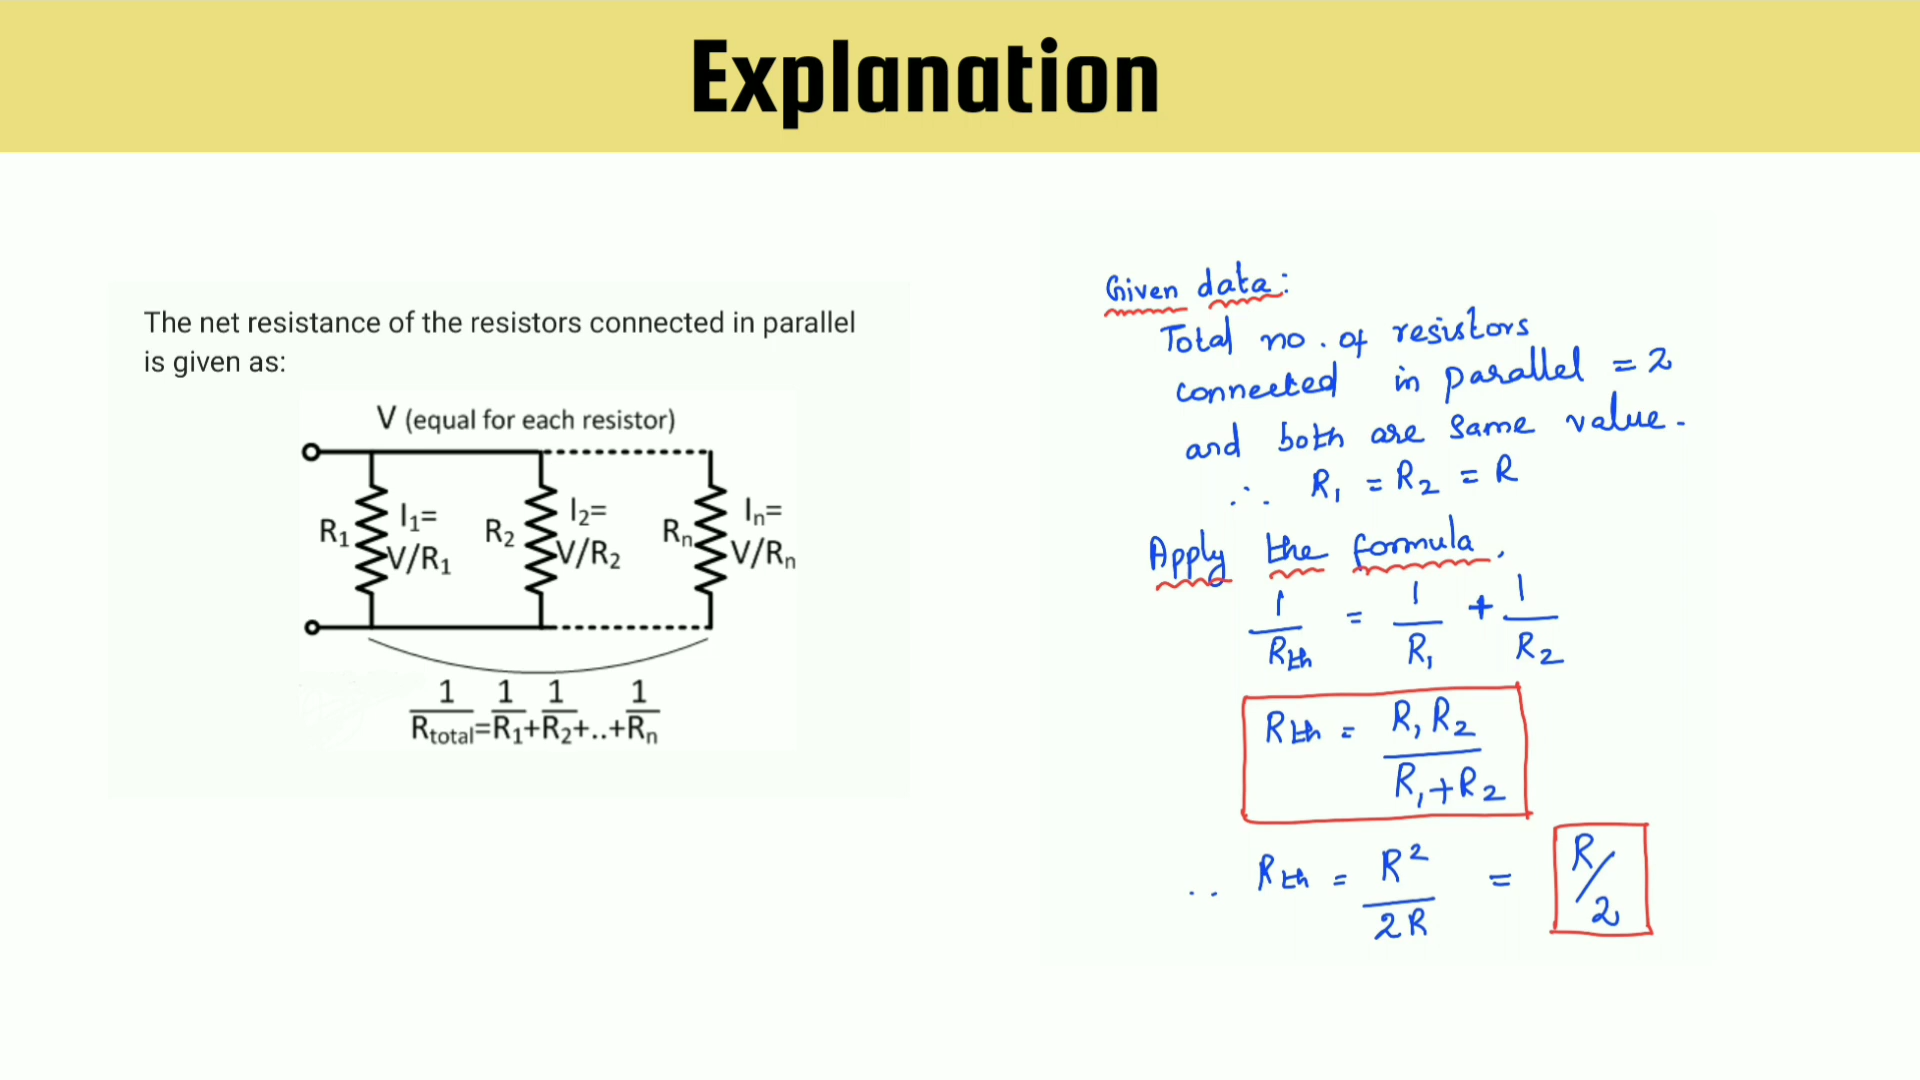 Explanation
The net resistance of the resistors connected in parallel
is given as:
V (equal for each resistor)
R1 I1= V/R1 R2 I2= V/R2 Rn I_n= V/Rn
1/Rtotal=1/R1+1/R2+..+1/Rn
Given data:
Total no. of resistors
connected in parallel = 2
and both are same value.
∴ R1 = R2 = R
Apply the formula,
1/Rth = 1/R1 + 1/R2
Rth = R1R2/R1+R2
∴ Rth = R²/2R = R/2